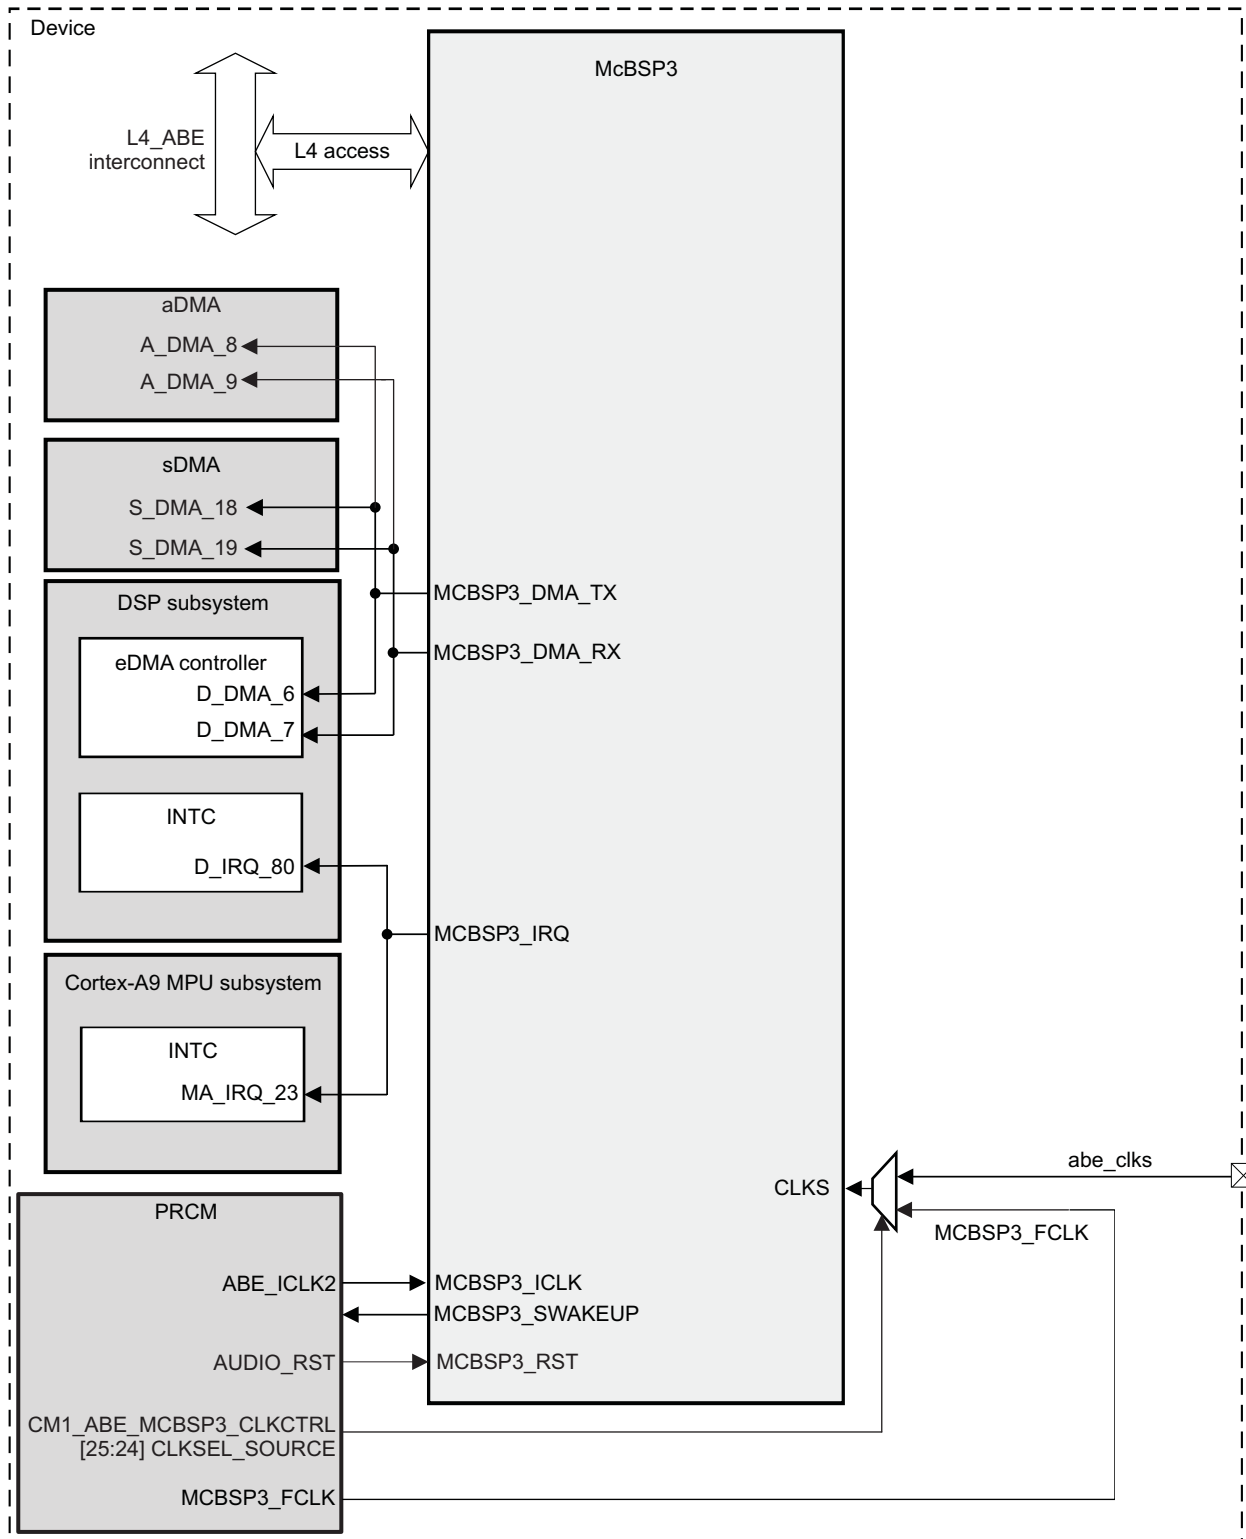 Device
McBSP3
L4_ABE
interconnect
L4 access
aDMA
A_DMA_8
A_DMA_9
sDMA
S_DMA_18
S_DMA_19
DSP subsystem
MCBSP3_DMA_TX
eDMA controller
MCBSP3_DMA_RX
D_DMA_6
D_DMA_7
INTC
D_IRQ_80
MCBSP3_IRQ
Cortex-A9 MPU subsystem
INTC
MA_IRQ_23
abe_clks
CLKS
PRCM
MCBSP3_FCLK
ABE_ICLK2
MCBSP3_ICLK
MCBSP3_SWAKEUP
AUDIO_RST
MCBSP3_RST
CM1_ABE_MCBSP3_CLKCTRL
[25:24] CLKSEL_SOURCE
MCBSP3_FCLK